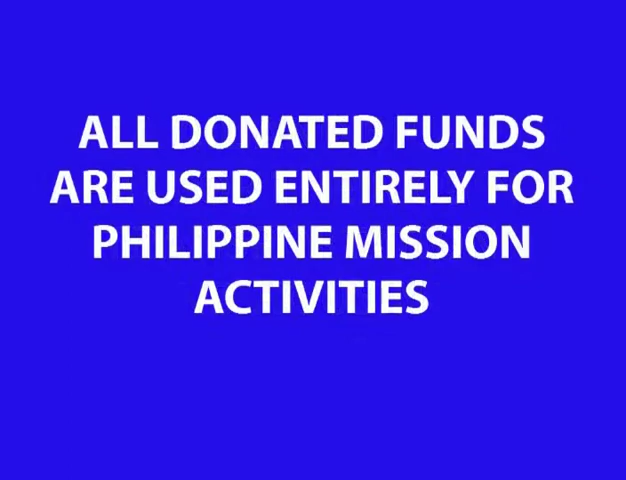 ALL DONATED FUNDS
ARE USED ENTIRELY FOR
PHILIPPINE MISSION
ACTIVITIES